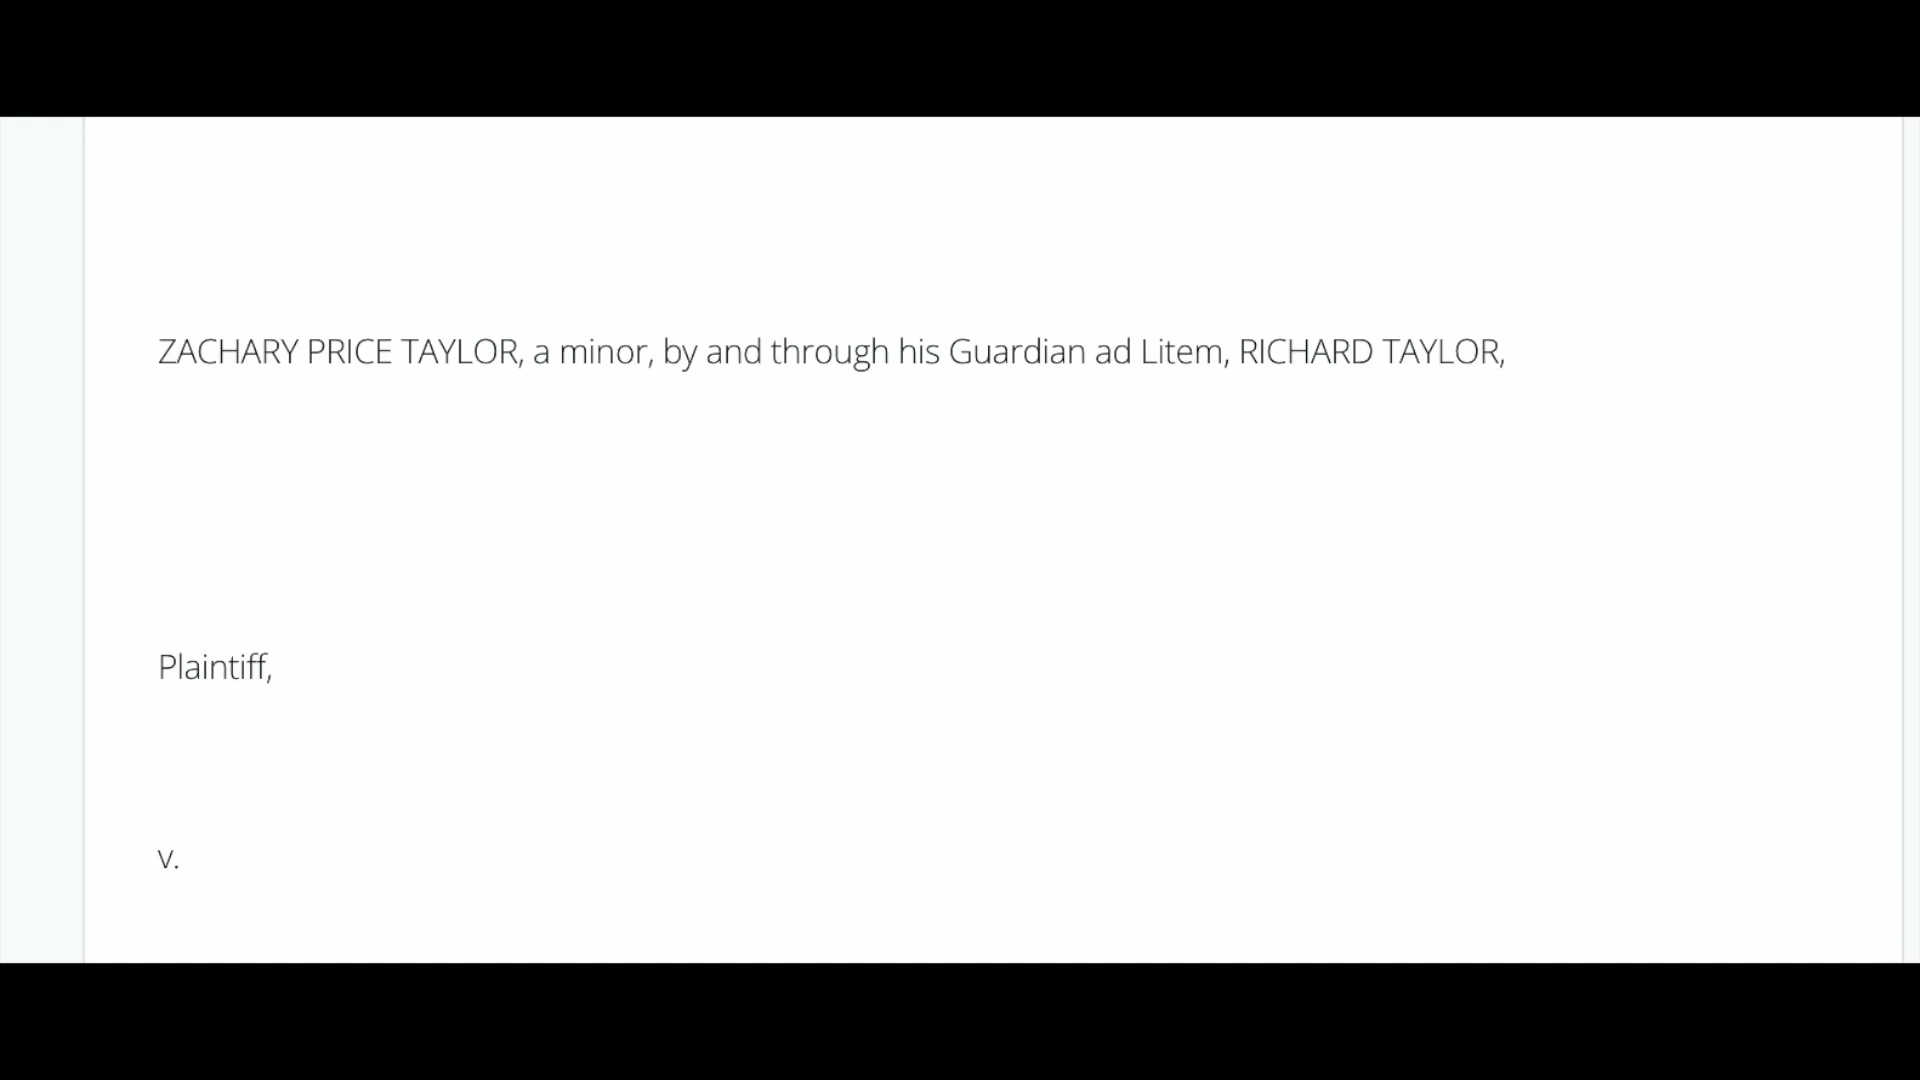 ZACHARY PRICE TAYLOR, a minor, by and through his Guardian ad Litem, RICHARD TAYLOR,
Plaintiff,
v.